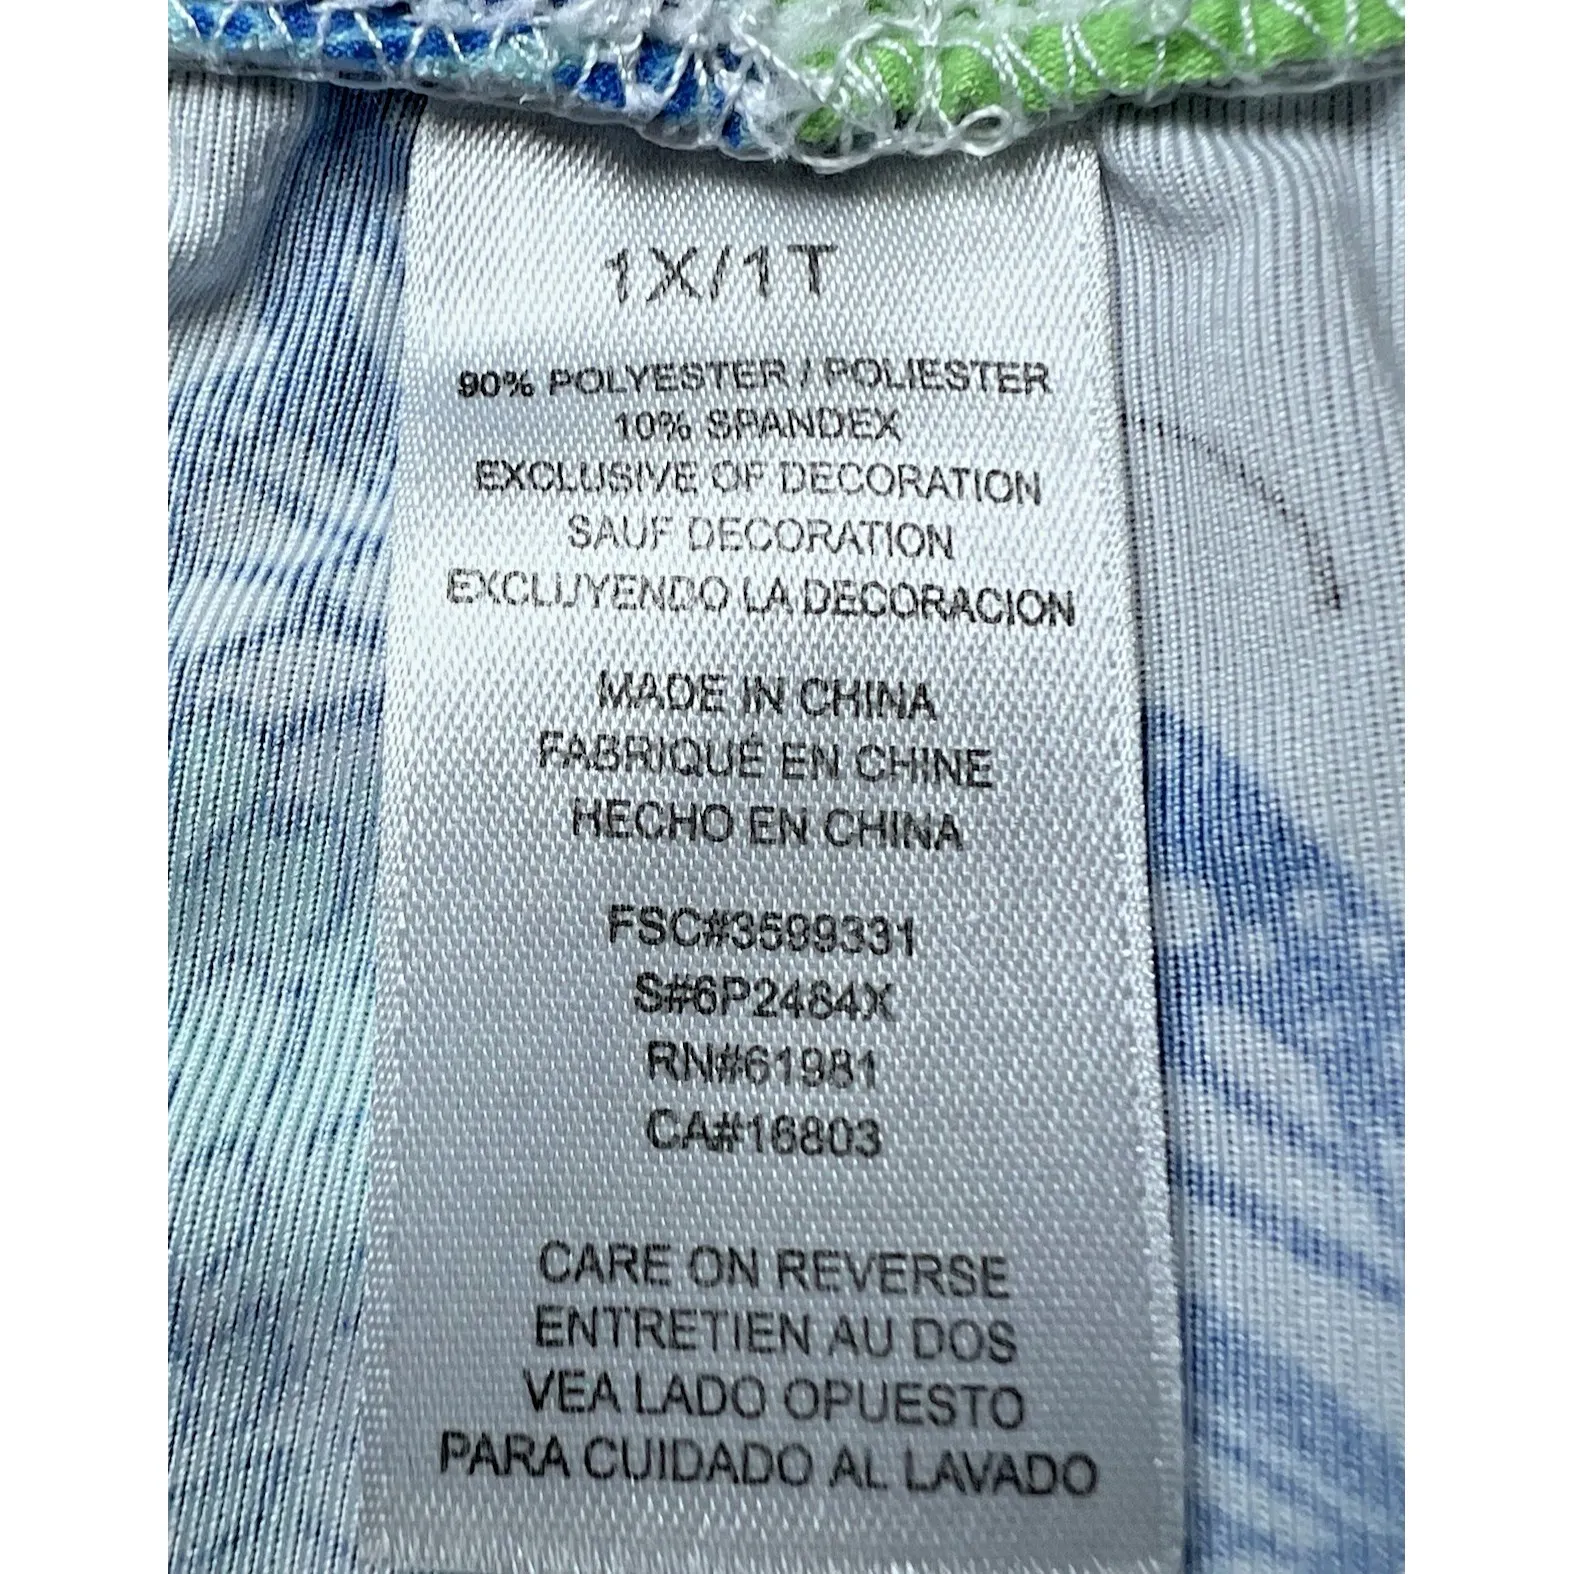 1X/1T
90% POLYESTER / POLIESTER
10% SPANDEX
EXCLUSIVE OF DECORATION
SAUF DECORATION
EXCLUYENDO LA DECORACION
MADE IN CHINA
FABRIQUÉ EN CHINE
HECHO EN CHINA
FSC#3599331
S#6P2484X
RN#61981
CA#16803
CARE ON REVERSE
ENTRETIEN AU DOS
VEA LADO OPUESTO
PARA CUIDADO AL LAVADO